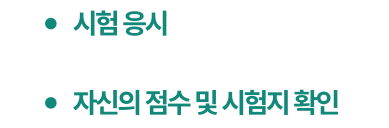 • 시험 응시
• 자신의 점수 및 시험지 확인